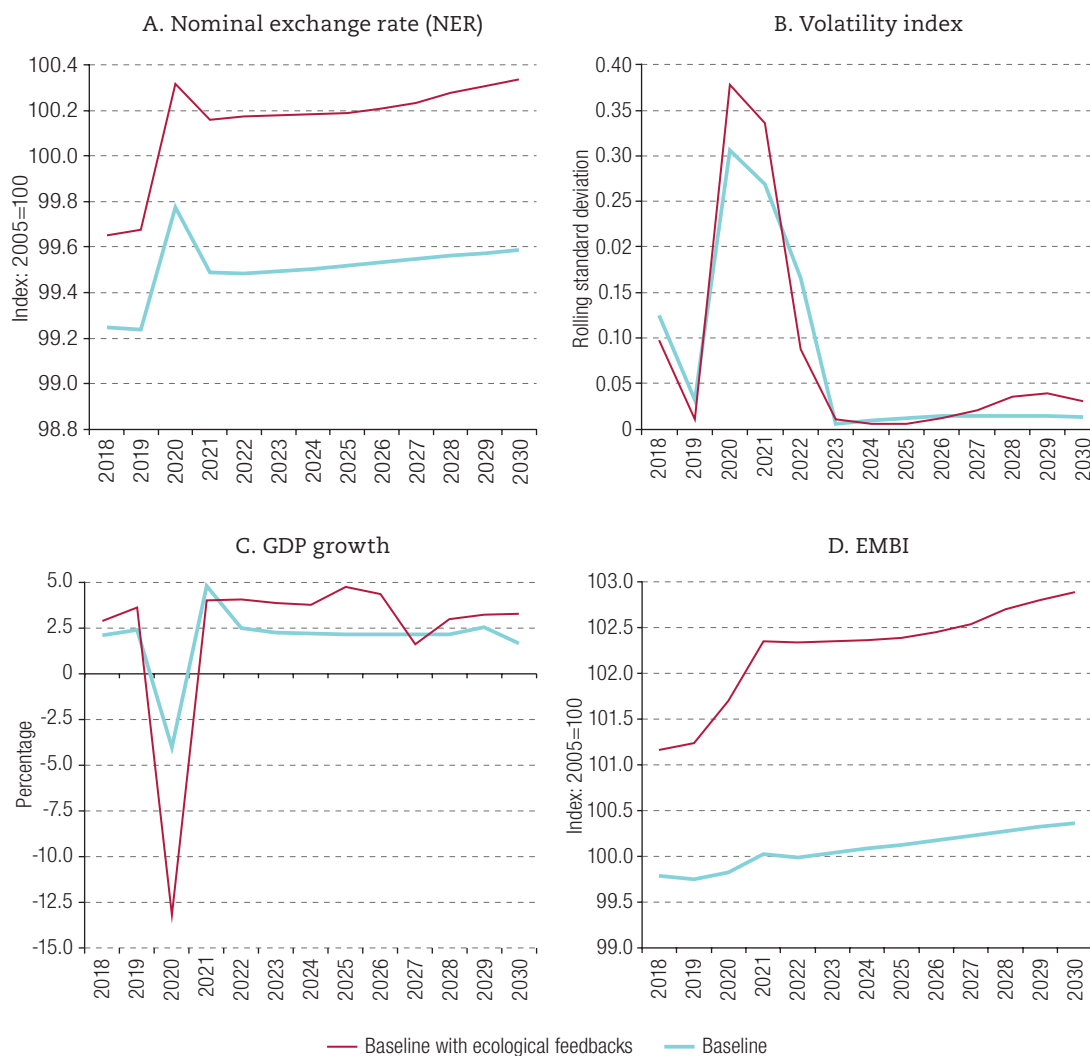 A. Nominal exchange rate (NER)
Index: 2005=100
100.4
100.2
100.0
99.8
99.6
99.4
99.2
99.0
98.8
2018 2019 2020 2021 2022 2023 2024 2025 2026 2027 2028 2029 2030
B. Volatility index
Rolling standard deviation
0.40
0.35
0.30
0.25
0.02
0.15
0.10
0.05
0
2018 2019 2020 2021 2022 2023 2024 2025 2026 2027 2028 2029 2030
C. GDP growth
Percentage
5.0
2.5
0
-2.5
-5.0
-7.5
-10.0
-12.5
-15.0
2018 2019 2020 2021 2022 2023 2024 2025 2026 2027 2028 2029 2030
D. EMBI
Index: 2005=100
103.0
102.5
102.0
101.5
101.0
100.5
100.0
99.5
99.0
2018 2019 2020 2021 2022 2023 2024 2025 2026 2027 2028 2029 2030
Baseline with ecological feedbacks Baseline